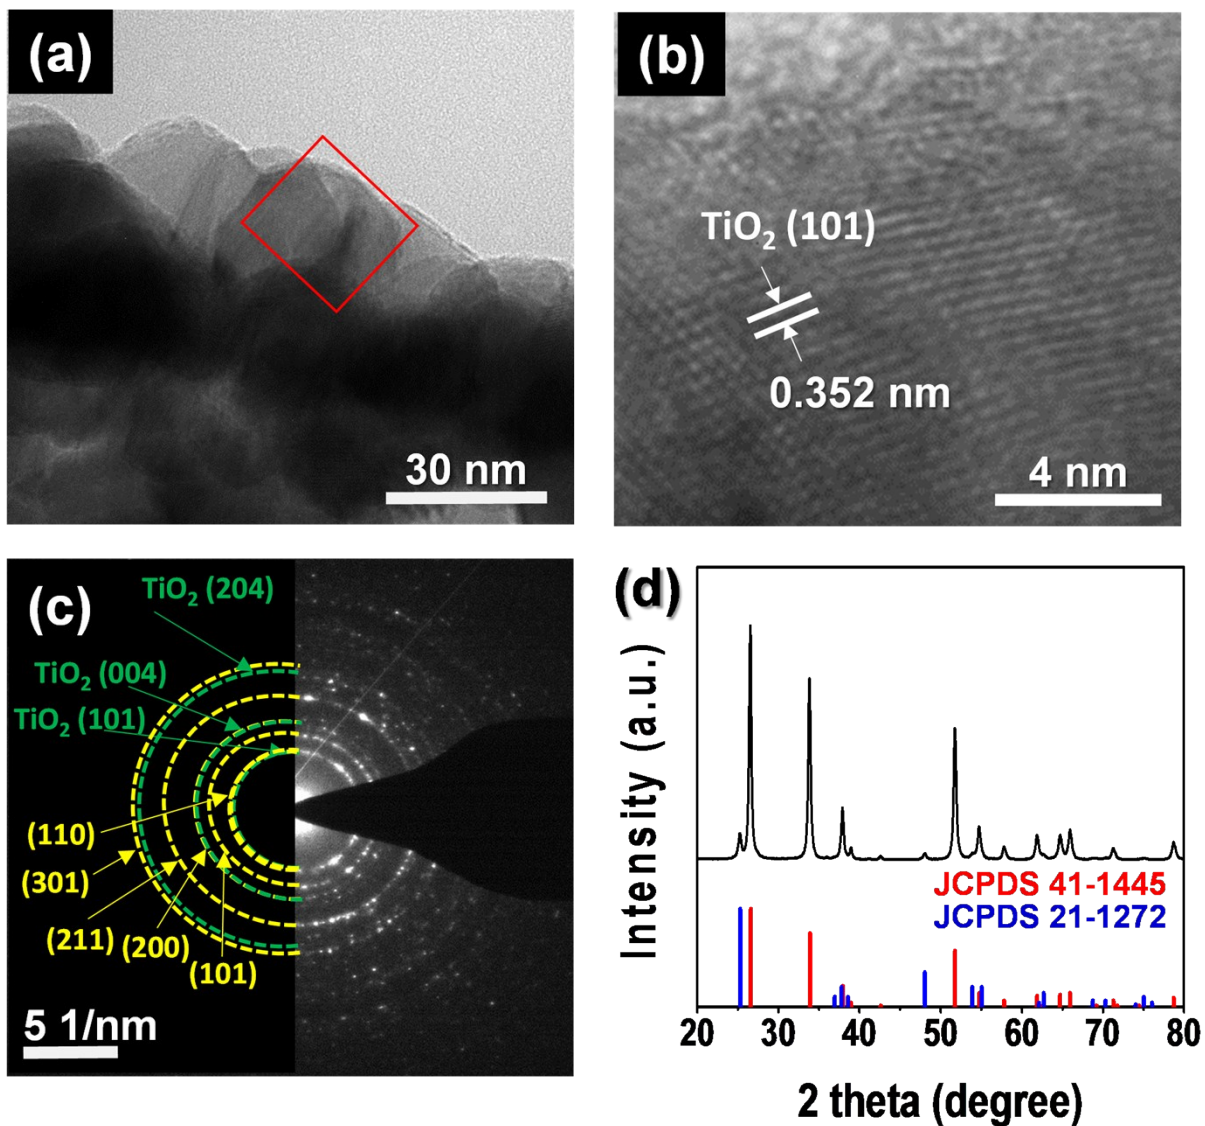 (a)
30 nm
(b)
TiO₂ (101)
0.352 nm
4 nm
(c)
TiO₂ (204)
TiO₂ (004)
TiO₂ (101)
(110)
(301)
(211)
(200)
(101)
5 1/nm
(d)
Intensity (a.u.)
JCPDS 41-1445
JCPDS 21-1272
20 30 40 50 60 70 80
2 theta (degree)